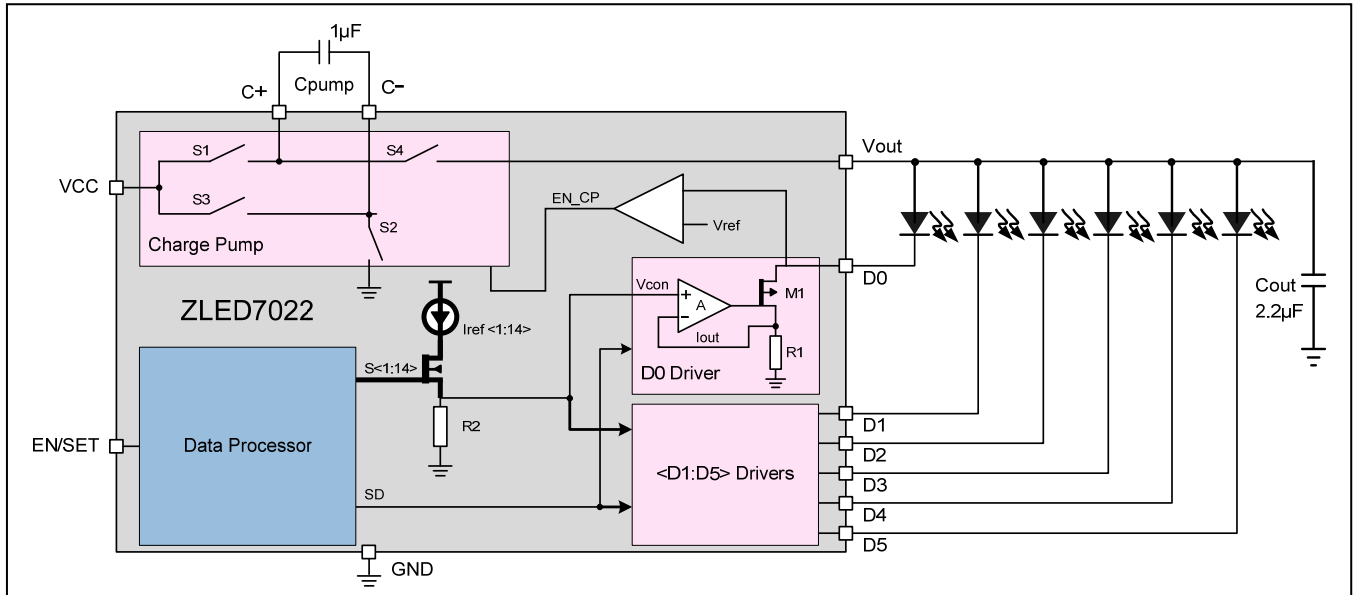 1µF
Cpump
C+
C-
S1
S4
Vout
VCC
S3
EN_CP
S2
Vref
Charge Pump
D0
ZLED7022
Vcon
+
A
-
M1
Iref <1:14>
Iout
R1
Cout
2.2µF
S<1:14>
D0 Driver
R2
D1
EN/SET
Data Processor
D2
<D1:D5> Drivers
D3
SD
D4
D5
GND